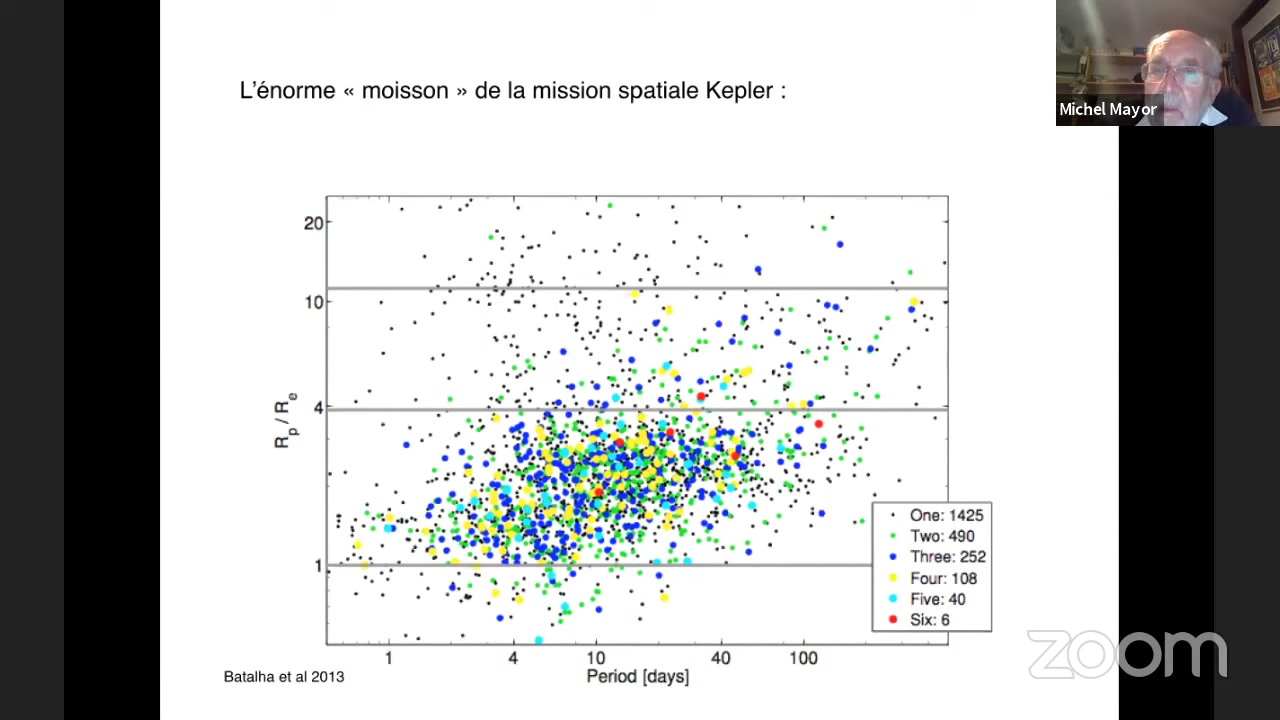 L'énorme « moisson » de la mission spatiale Kepler :
Michel Mayor
20
10
4
1
Rp / Re
One: 1425
Two: 490
Three: 252
Four: 108
Five: 40
Six: 6
1 4 10 40 100
Period [days]
Batalha et al 2013
zoom